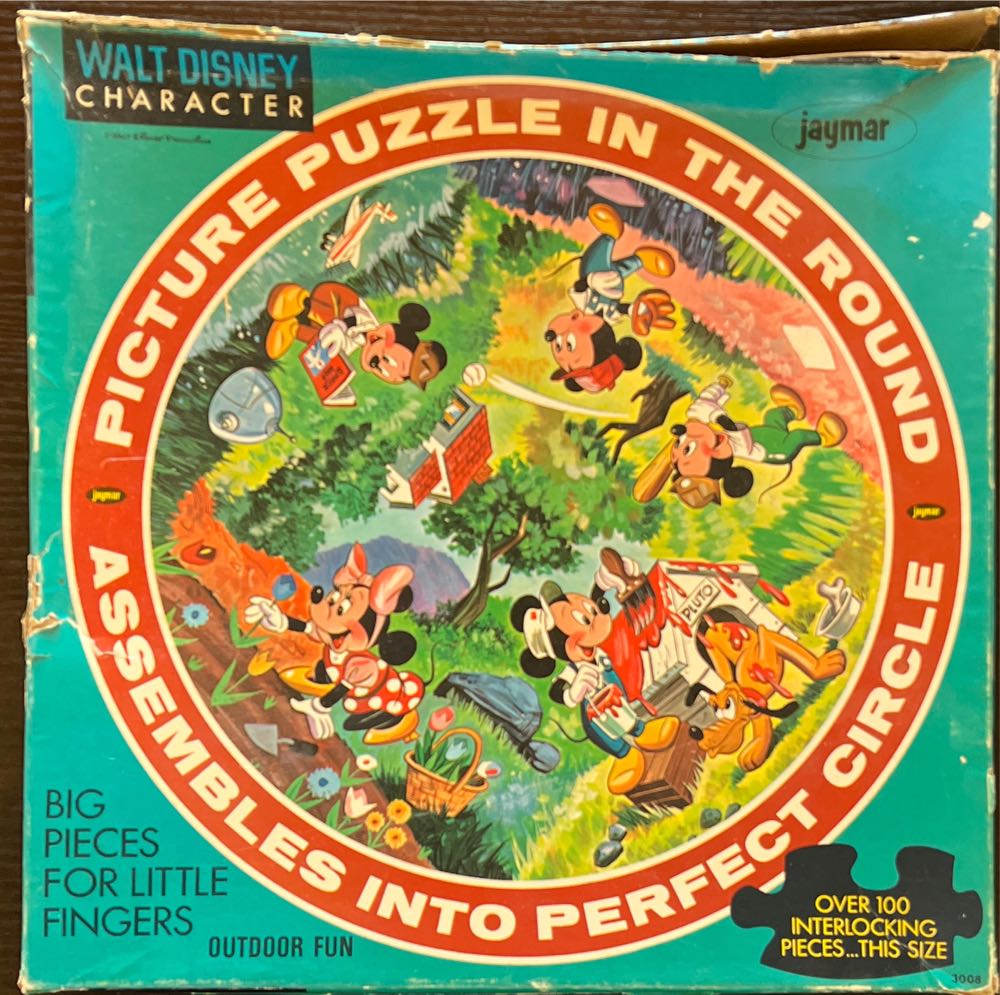 WALT DISNEY
CHARACTER
jaymar
PICTURE PUZZLE IN THE ROUND
jaymar
jaymar
PLUTO
ASSEMBLES INTO PERFECT CIRCLE
BIG
PIECES
FOR LITTLE
FINGERS
OUTDOOR FUN
OVER 100
INTERLOCKING
PIECES...THIS SIZE
3008